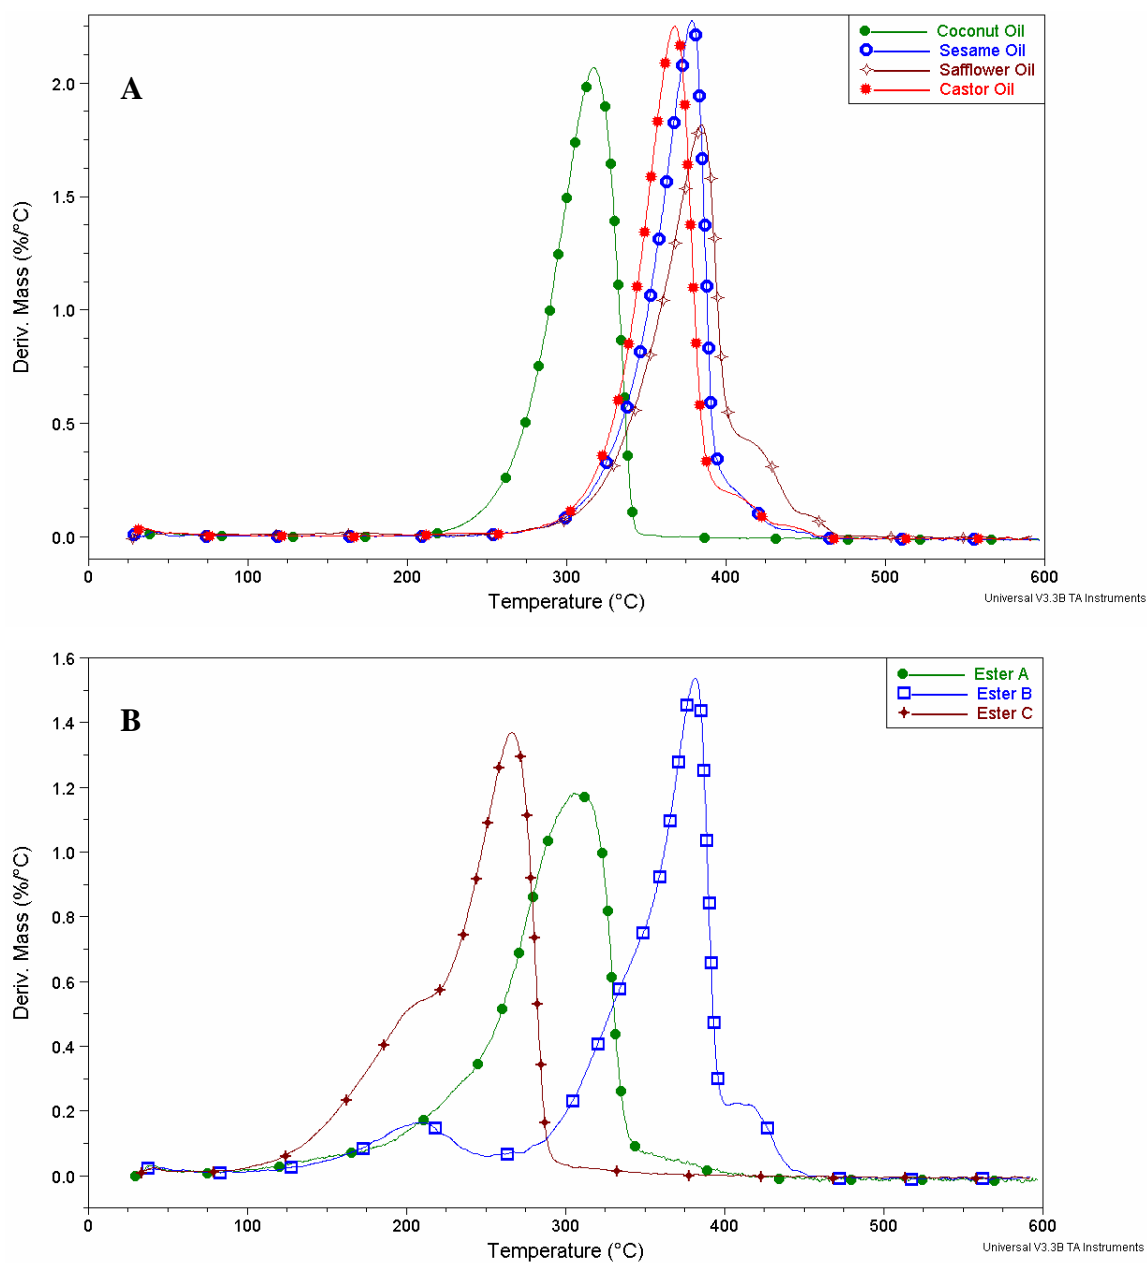 A
Coconut Oil
Sesame Oil
Safflower Oil
Castor Oil
Deriv. Mass (%/°C)
2.0
1.5
1.0
0.5
0.0
0 100 200 300 400 500 600
Temperature (°C)
Universal V3.3B TA Instruments
B
Ester A
Ester B
Ester C
Deriv. Mass (%/°C)
1.6
1.4
1.2
1.0
0.8
0.6
0.4
0.2
0.0
0 100 200 300 400 500 600
Temperature (°C)
Universal V3.3B TA Instruments